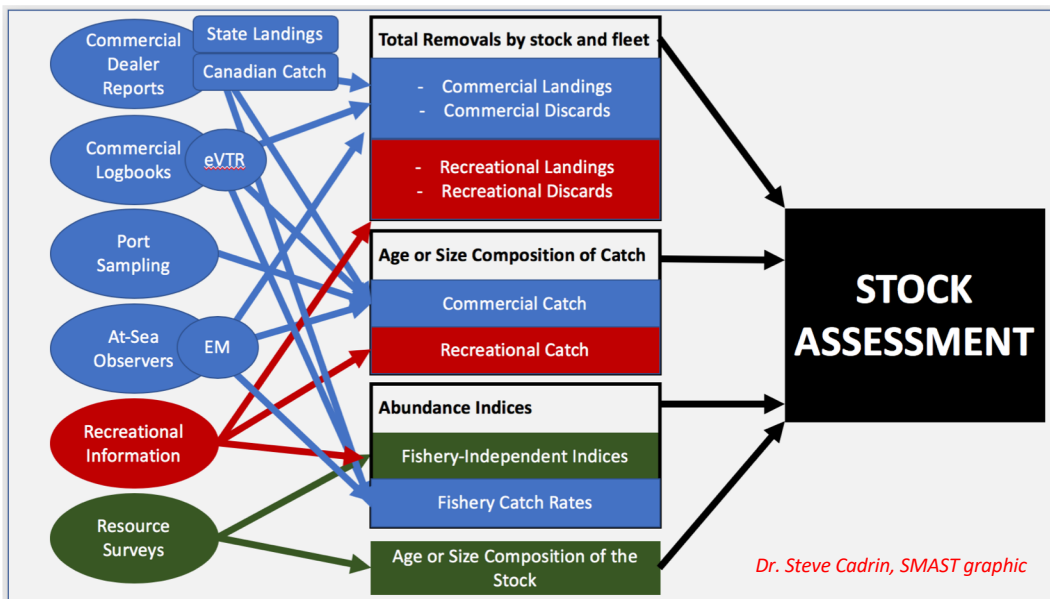 Commercial
Dealer
Reports
State Landings
Canadian Catch
Commercial
Logbooks
eVTR
Port
Sampling
At-Sea
Observers
EM
Recreational
Information
Resource
Surveys
Total Removals by stock and fleet
- Commercial Landings
- Commercial Discards
- Recreational Landings
- Recreational Discards
Age or Size Composition of Catch
Commercial Catch
Recreational Catch
Abundance Indices
Fishery-Independent Indices
Fishery Catch Rates
Age or Size Composition of the
Stock
STOCK
ASSESSMENT
Dr. Steve Cadrin, SMAST graphic